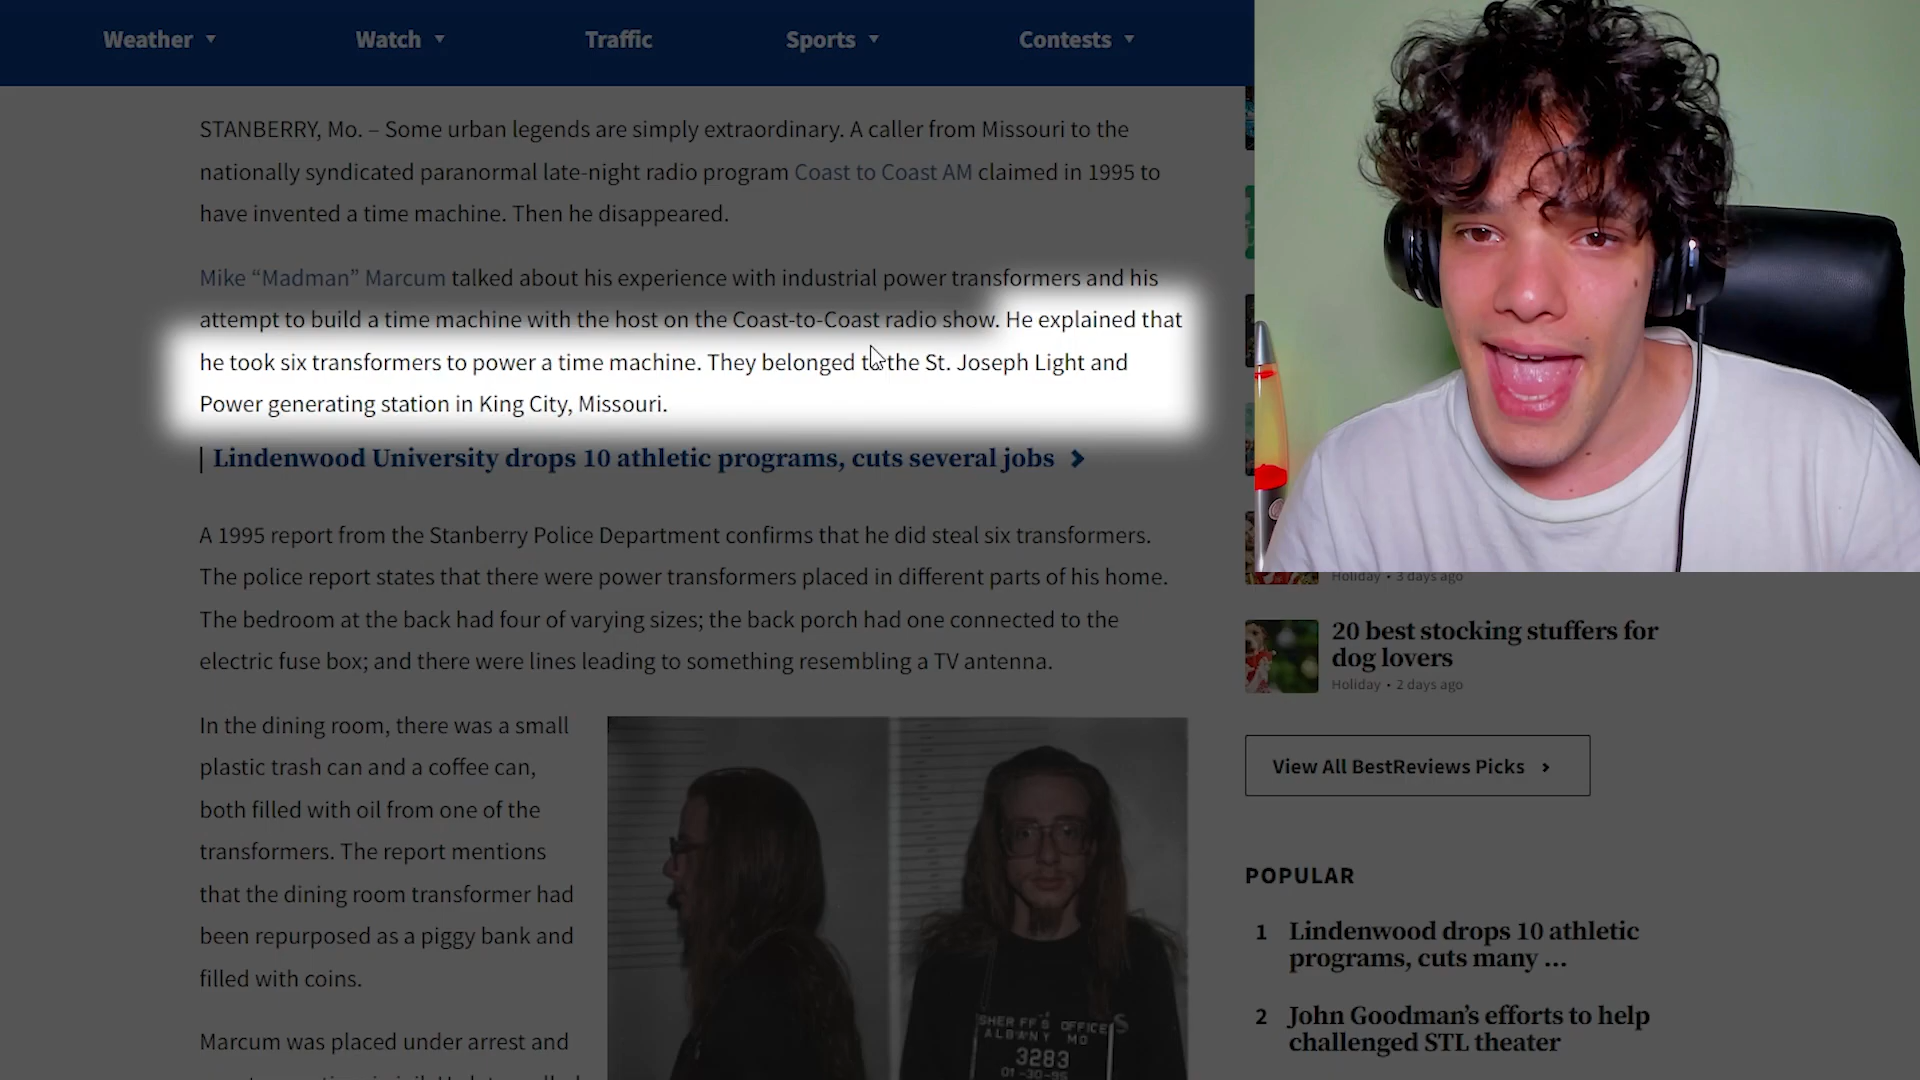 Weather
Watch
Traffic
Sports
Contests
STANBERRY, Mo. – Some urban legends are simply extraordinary. A caller from Missouri to the
nationally syndicated paranormal late-night radio program Coast to Coast AM claimed in 1995 to
have invented a time machine. Then he disappeared.
Mike “Madman” Marcum talked about his experience with industrial power transformers and his
attempt to build a time machine with the host on the Coast-to-Coast radio show. He explained that
he took six transformers to power a time machine. They belonged to the St. Joseph Light and
Power generating station in King City, Missouri.
Lindenwood University drops 10 athletic programs, cuts several jobs
A 1995 report from the Stanberry Police Department confirms that he did steal six transformers.
The police report states that there were power transformers placed in different parts of his home.
The bedroom at the back had four of varying sizes; the back porch had one connected to the
electric fuse box; and there were lines leading to something resembling a TV antenna.
In the dining room, there was a small
plastic trash can and a coffee can,
both filled with oil from one of the
transformers. The report mentions
that the dining room transformer had
been repurposed as a piggy bank and
filled with coins.
Marcum was placed under arrest and
SHERIFF'S OFFICE
ALBANY MO
3283
01-30-95
Holiday • 3 days ago
20 best stocking stuffers for
dog lovers
Holiday • 2 days ago
View All BestReviews Picks
POPULAR
1 Lindenwood drops 10 athletic
programs, cuts many ...
2 John Goodman’s efforts to help
challenged STL theater